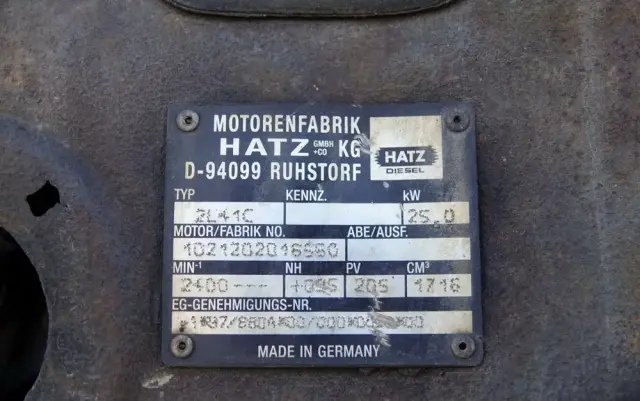 MOTORENFABRIK
HATZ GMBH +CO KG
D-94099 RUHSTORF
HATZ
DIESEL
TYP KENNZ. kW
2L41C 25,0
MOTOR/FABRIK NO. ABE/AUSF.
MIN-¹ NH PV CM³
2400--- +095 205 1716
EG-GENEHMIGUNGS-NR.
MADE IN GERMANY